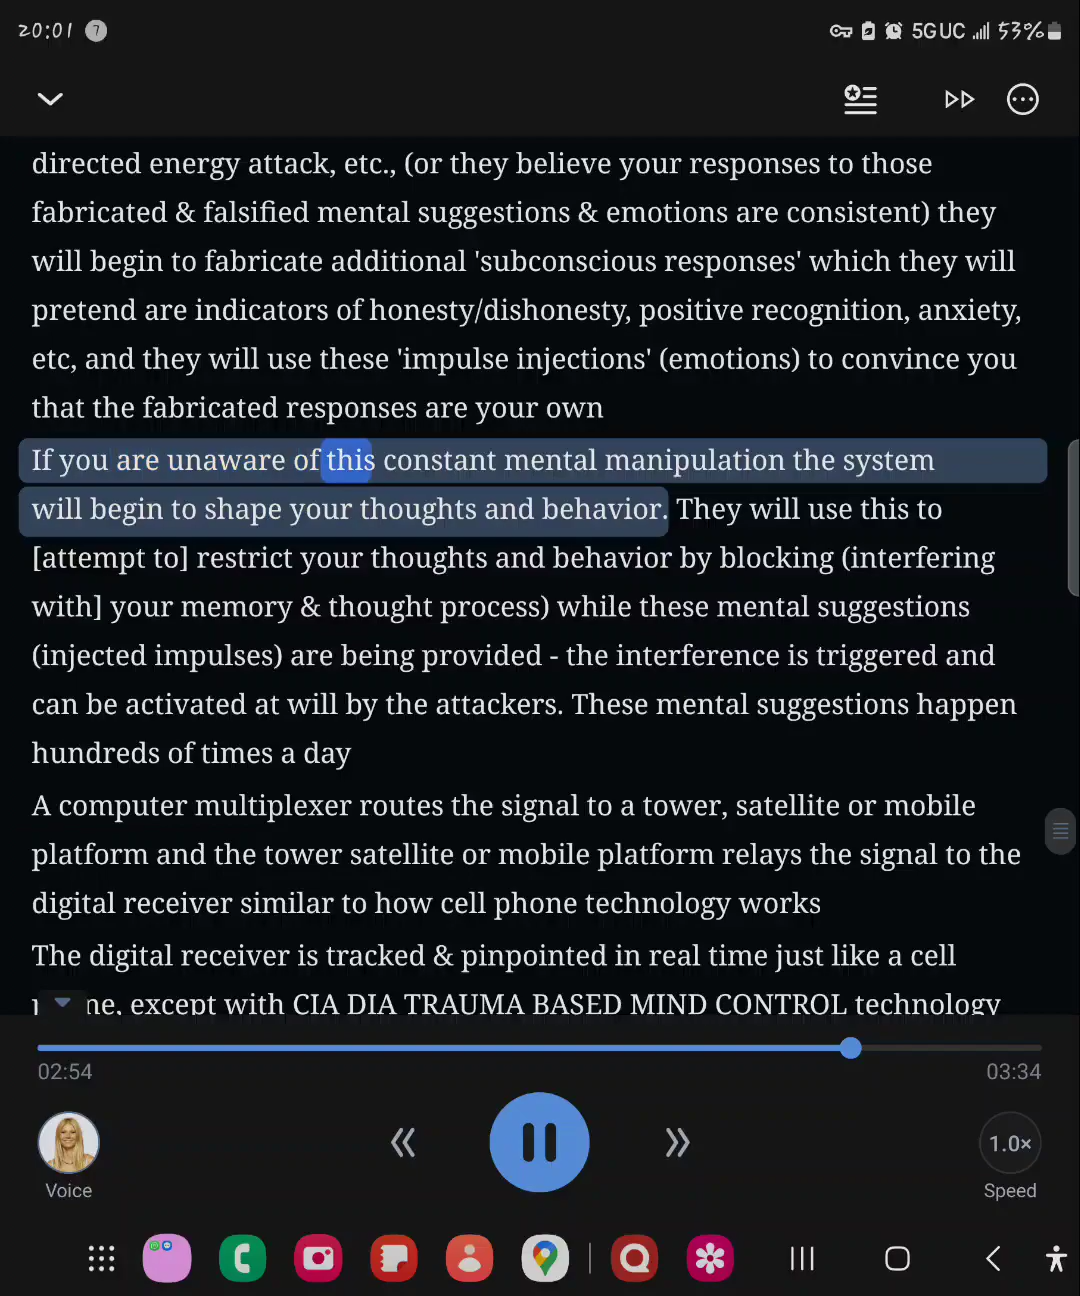 20:01 7 5G UC 53%
directed energy attack, etc., (or they believe your responses to those
fabricated & falsified mental suggestions & emotions are consistent) they
will begin to fabricate additional 'subconscious responses' which they will
pretend are indicators of honesty/dishonesty, positive recognition, anxiety,
etc, and they will use these 'impulse injections' (emotions) to convince you
that the fabricated responses are your own
If you are unaware of this constant mental manipulation the system
will begin to shape your thoughts and behavior. They will use this to
[attempt to] restrict your thoughts and behavior by blocking (interfering
with] your memory & thought process) while these mental suggestions
(injected impulses) are being provided - the interference is triggered and
can be activated at will by the attackers. These mental suggestions happen
hundreds of times a day
A computer multiplexer routes the signal to a tower, satellite or mobile
platform and the tower satellite or mobile platform relays the signal to the
digital receiver similar to how cell phone technology works
The digital receiver is tracked & pinpointed in real time just like a cell
ne, except with CIA DIA TRAUMA BASED MIND CONTROL technology
02:54 03:34
1.0×
Voice Speed